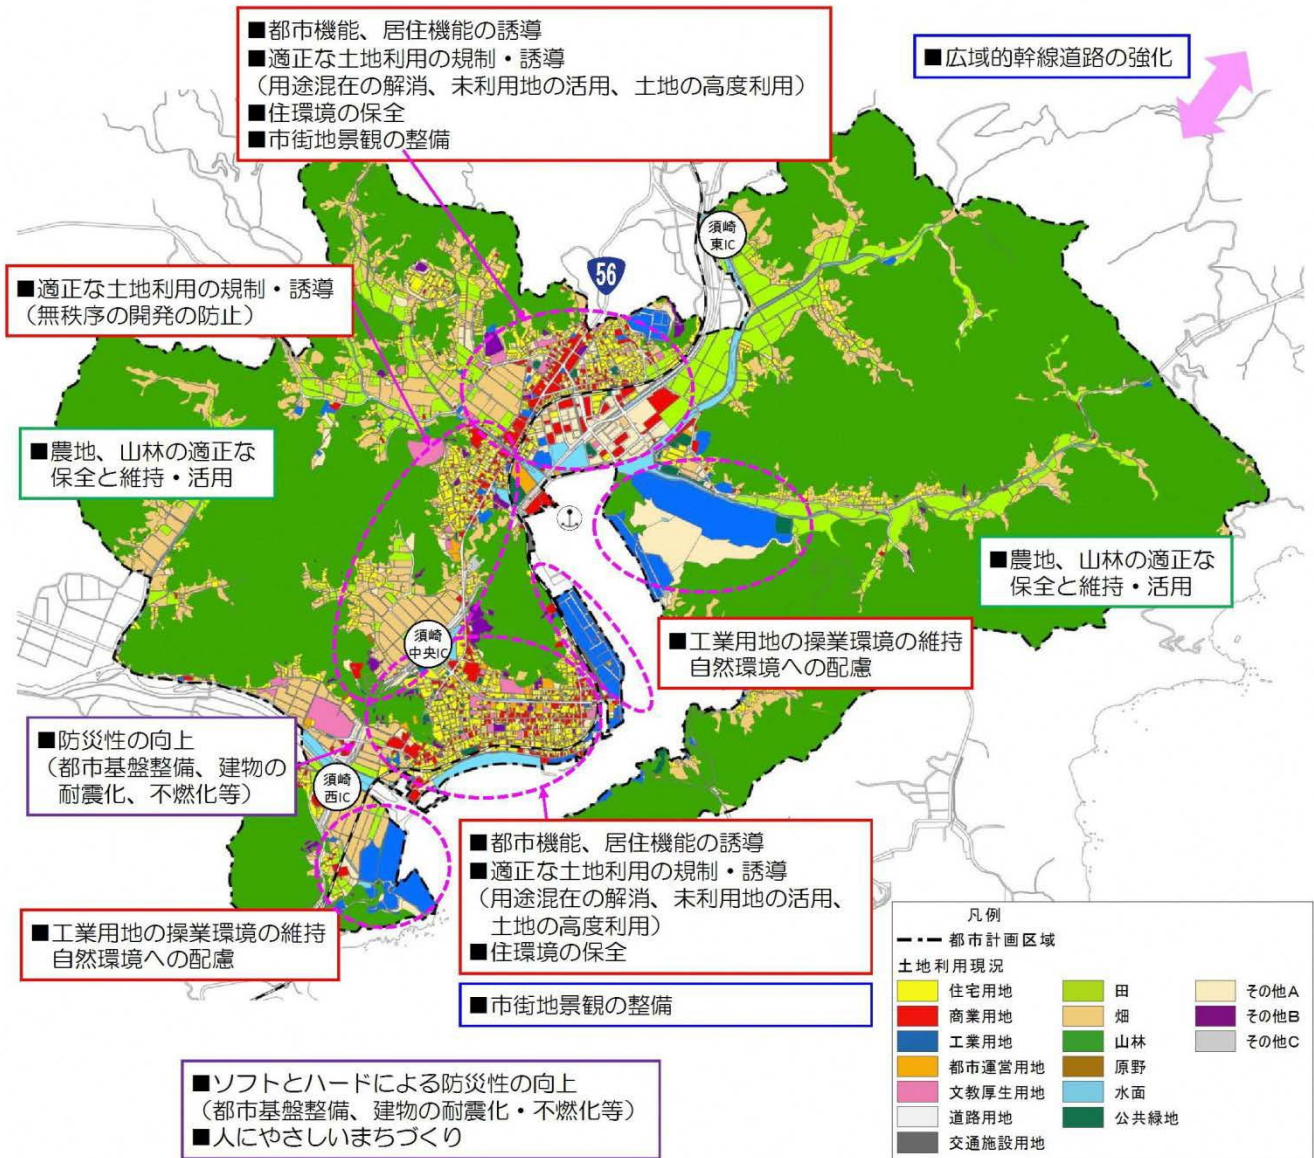 ■都市機能、居住機能の誘導
■適正な土地利用の規制・誘導
（用途混在の解消、未利用地の活用、土地の高度利用）
■住環境の保全
■市街地景観の整備
■広域的幹線道路の強化
須崎
東IC
56
■適正な土地利用の規制・誘導
（無秩序の開発の防止）
■農地、山林の適正な
保全と維持・活用
■農地、山林の適正な
保全と維持・活用
須崎
中央IC
■工業用地の操業環境の維持
自然環境への配慮
■防災性の向上
（都市基盤整備、建物の
耐震化、不燃化等）
須崎
西IC
■都市機能、居住機能の誘導
■適正な土地利用の規制・誘導
（用途混在の解消、未利用地の活用、
土地の高度利用）
■住環境の保全
■工業用地の操業環境の維持
自然環境への配慮
■市街地景観の整備
■ソフトとハードによる防災性の向上
（都市基盤整備、建物の耐震化・不燃化等）
■人にやさしいまちづくり
凡例
都市計画区域
土地利用現況
住宅用地
商業用地
工業用地
都市運営用地
文教厚生用地
道路用地
交通施設用地
田
畑
山林
原野
水面
公共緑地
その他A
その他B
その他C